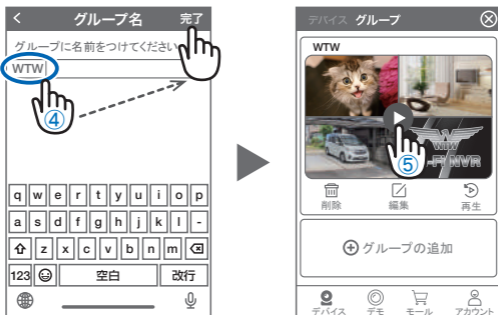 グループ名 完了
グループに名前をつけてください
WTW
④
q w e r t y u i o p
a s d f g h j k l -
z x c v b n m
123 空白 改行
デバイス グループ
WTW
WTW
⑤
削除 編集 再生
グループの追加
デバイス デモ モール アカウント